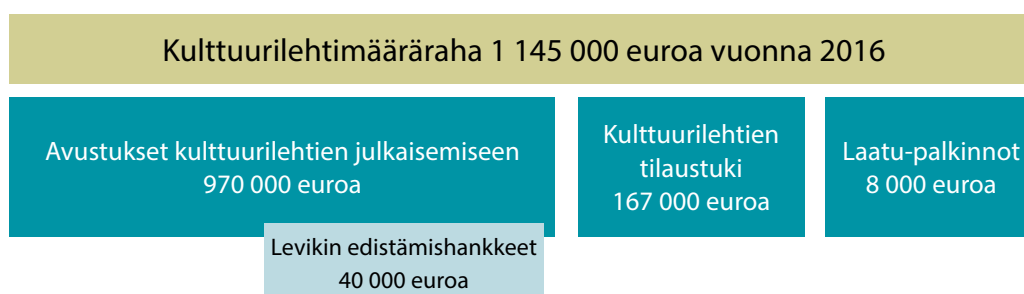 Kulttuurilehtimääräraha 1 145 000 euroa vuonna 2016
Avustukset kulttuurilehtien julkaisemiseen
970 000 euroa
Levikin edistämishankkeet
40 000 euroa
Kulttuurilehtien
tilaustuki
167 000 euroa
Laatu-palkinnot
8 000 euroa